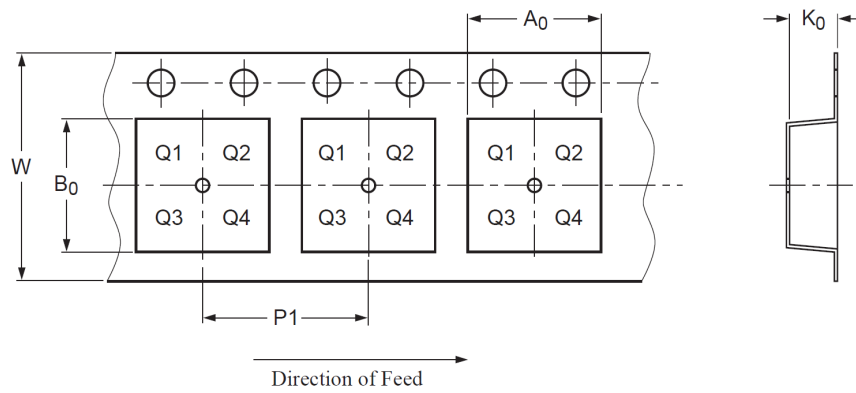 A0
K0
W
B0
Q1 Q2 Q1 Q2 Q1 Q2
Q3 Q4 Q3 Q4 Q3 Q4
P1
Direction of Feed